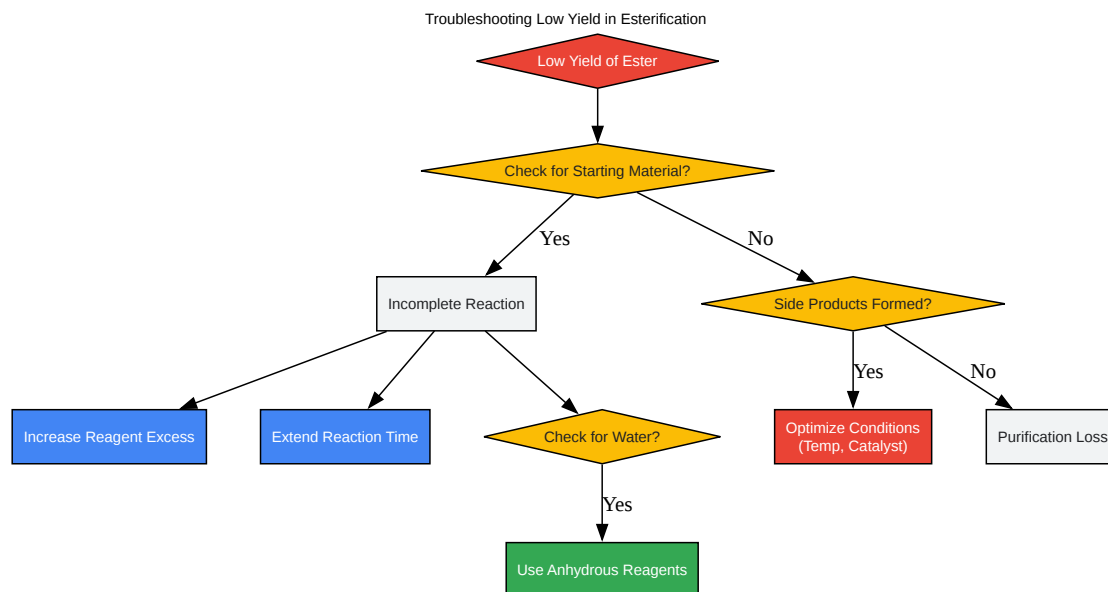 Troubleshooting Low Yield in Esterification
Low Yield of Ester
Check for Starting Material?
Yes
No
Incomplete Reaction
Side Products Formed?
Yes
No
Increase Reagent Excess
Extend Reaction Time
Check for Water?
Optimize Conditions
(Temp, Catalyst)
Purification Loss
Yes
Use Anhydrous Reagents